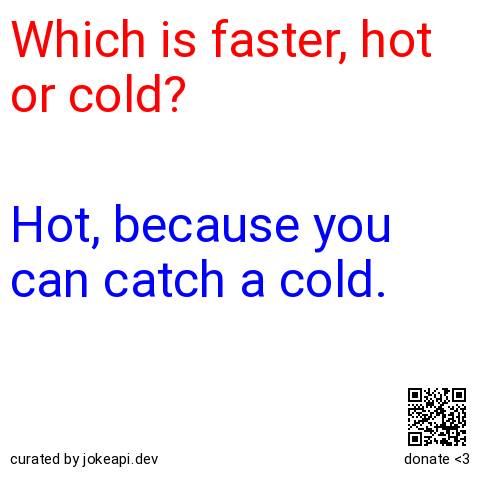 Which is faster, hot
or cold?
Hot, because you
can catch a cold.
curated by jokeapi.dev
donate <3